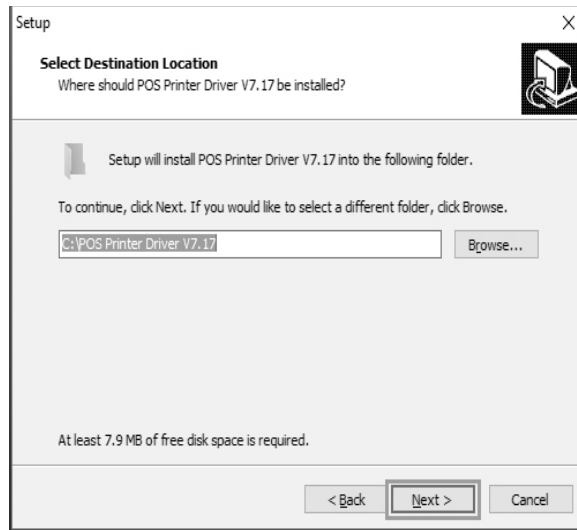 Setup
Select Destination Location
Where should POS Printer Driver V7.17 be installed?
Setup will install POS Printer Driver V7.17 into the following folder.
To continue, click Next. If you would like to select a different folder, click Browse.
C:\POS Printer Driver V7.17
Browse...
At least 7.9 MB of free disk space is required.
< Back Next > Cancel